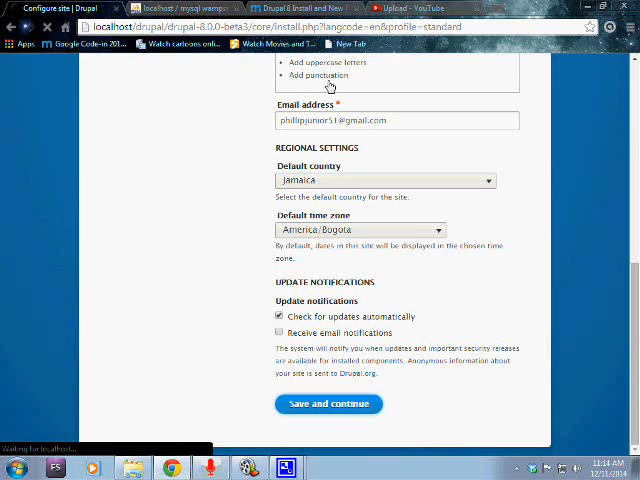 Configure site | Drupal
localhost / mysql wamps
Drupal 8 Install and New
Upload - YouTube
localhost/drupal/drupal-8.0.0-beta3/core/install.php?langcode=en&profile=standard
Apps
Google Code-in 201...
Watch cartoons online...
Watch Movies and T...
New Tab
Add uppercase letters
Add punctuation
Email address *
phillipjunior51@gmail.com
REGIONAL SETTINGS
Default country
Jamaica
Select the default country for the site.
Default time zone
America/Bogota
By default, dates in this site will be displayed in the chosen time
zone.
UPDATE NOTIFICATIONS
Update notifications
Check for updates automatically
Receive email notifications
The system will notify you when updates and important security releases
are available for installed components. Anonymous information about
your site is sent to Drupal.org.
Save and continue
Waiting for localhost...
FS
11:14 AM
12/11/2014